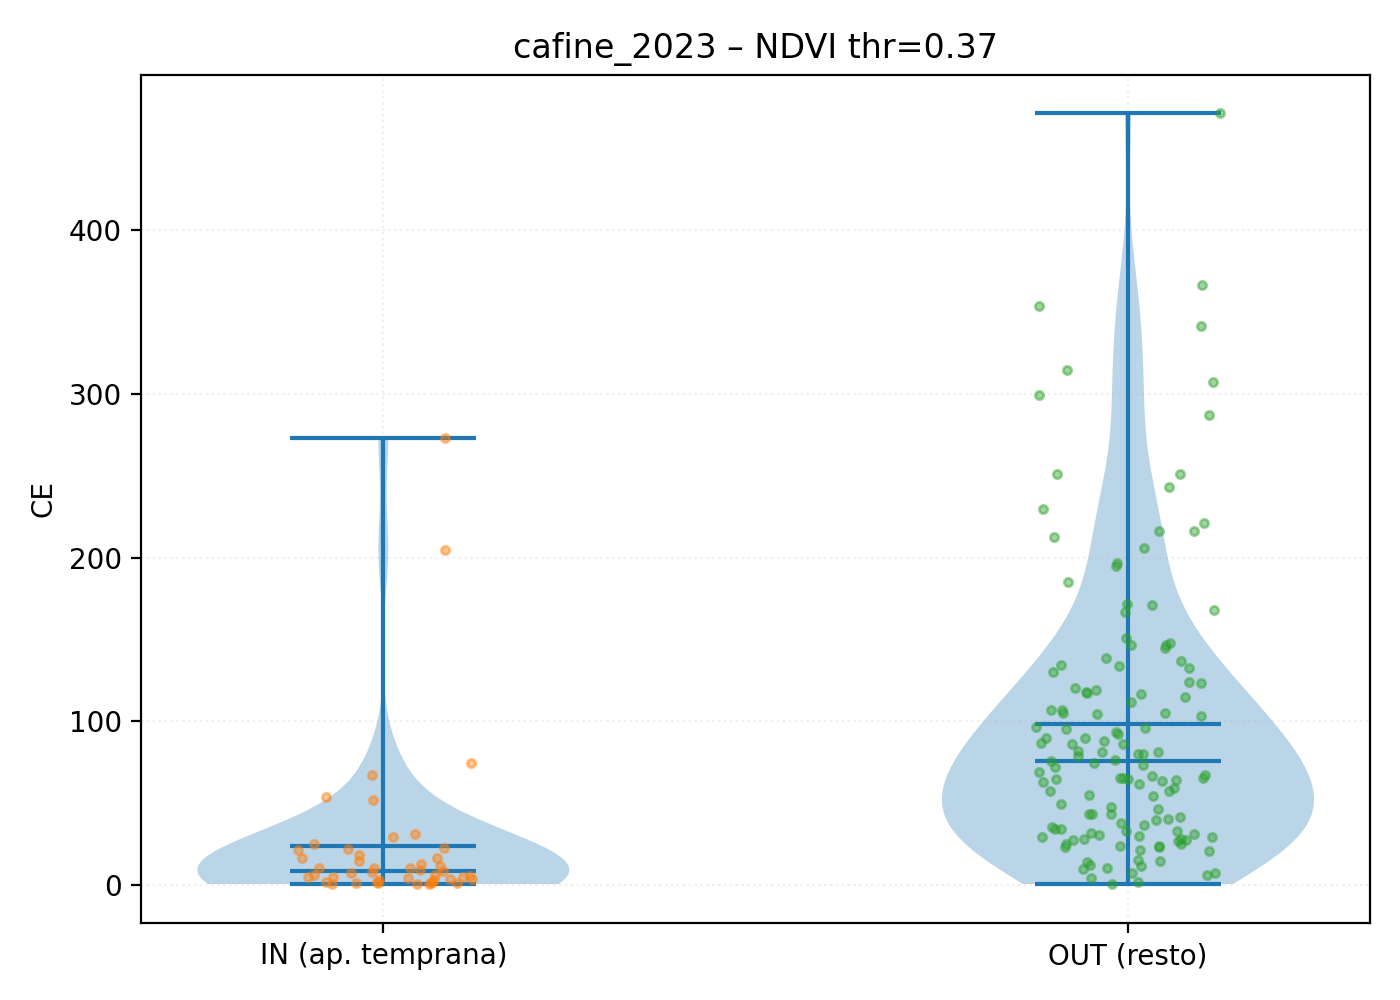 cafine_2023 – NDVI thr=0.37
CE
400
300
200
100
0
IN (ap. temprana)
OUT (resto)